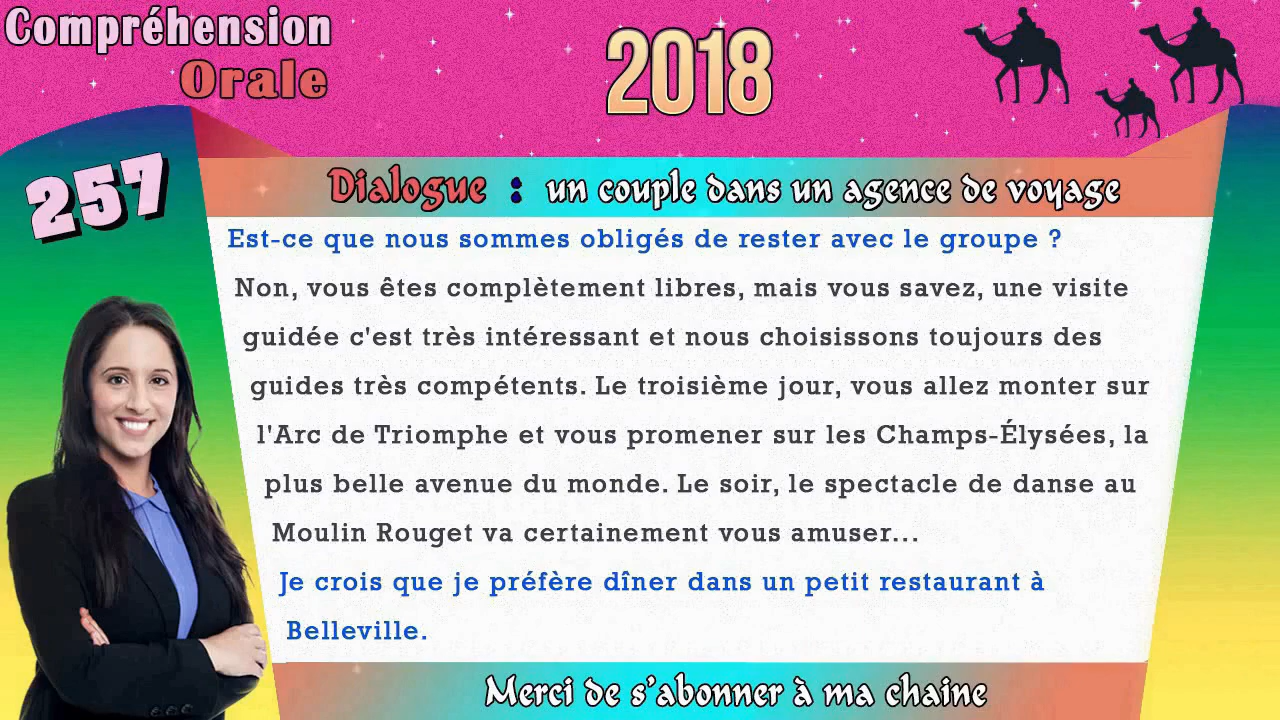 Compréhension
Orale
2018
257
Dialogue : un couple dans un agence de voyage
Est-ce que nous sommes obligés de rester avec le groupe ?
Non, vous êtes complètement libres, mais vous savez, une visite
guidée c'est très intéressant et nous choisissons toujours des
guides très compétents. Le troisième jour, vous allez monter sur
l'Arc de Triomphe et vous promener sur les Champs-Élysées, la
plus belle avenue du monde. Le soir, le spectacle de danse au
Moulin Rouget va certainement vous amuser...
Je crois que je préfère dîner dans un petit restaurant à
Belleville.
Merci de s'abonner à ma chaine